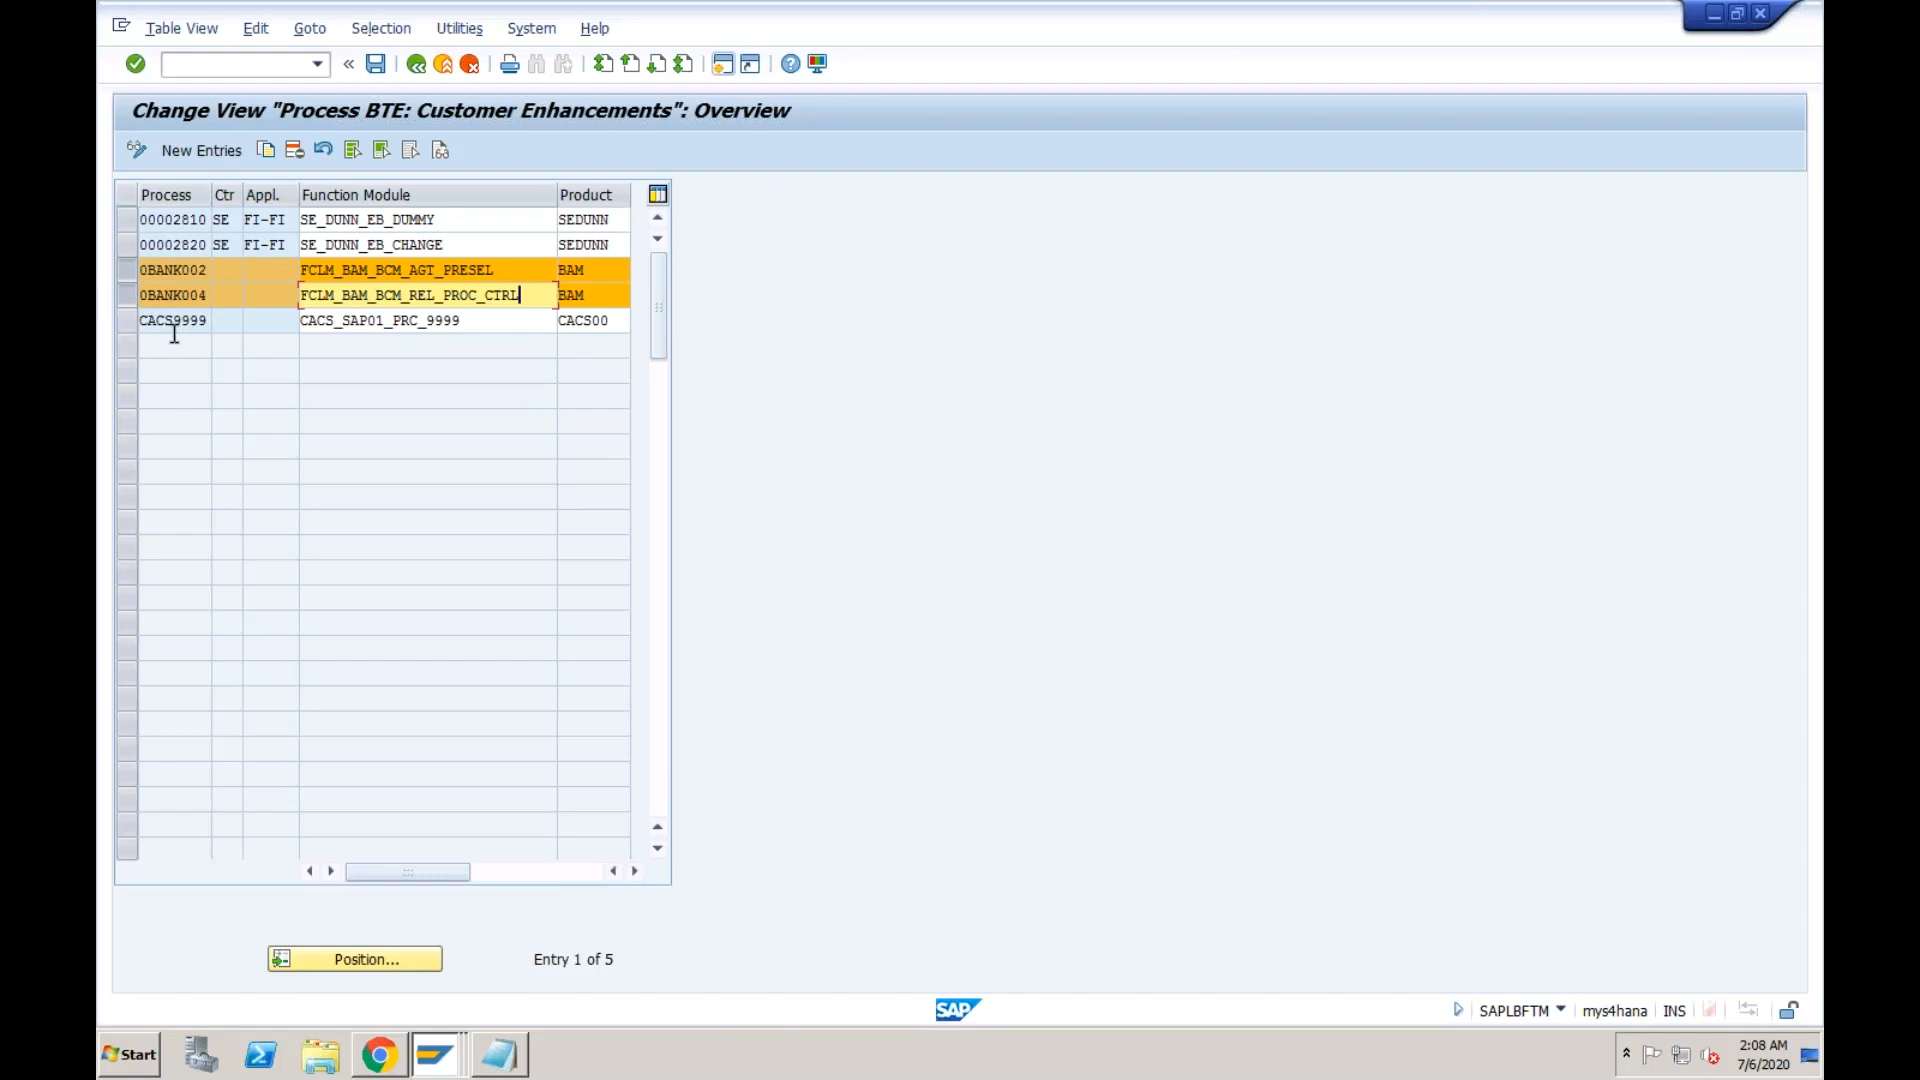 Table View Edit Goto Selection Utilities System Help
Change View "Process BTE: Customer Enhancements": Overview
New Entries
Process Ctr Appl. Function Module Product
00002810 SE FI-FI SE_DUNN_EB_DUMMY SEDUNN
00002820 SE FI-FI SE_DUNN_EB_CHANGE SEDUNN
0BANK002 FCLM_BAM_BCM_AGT_PRESEL BAM
0BANK004 FCLM_BAM_BCM_REL_PROC_CTRL BAM
CACS9999 CACS_SAP01_PRC_9999 CACS00
Position... Entry 1 of 5
SAP SAPLBFTM mys4hana INS
Start 2:08 AM
7/6/2020